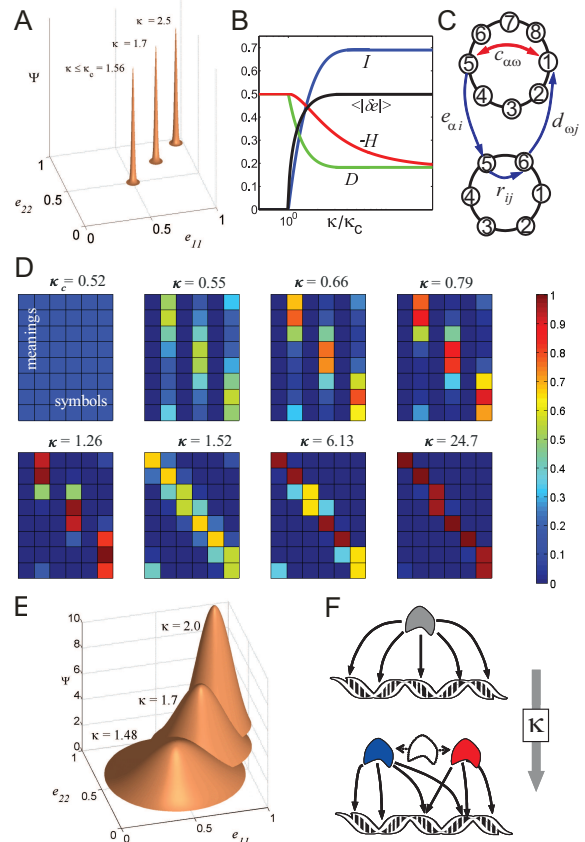 A
κ = 2.5
κ = 1.7
κ ≤ κc = 1.56
Ψ
1
0.5
0
e22
0
0.5
1
e11
B
0.7
0.6
0.5
0.4
0.3
0.2
0.1
0
I
<|δe|>
-H
D
10^0
κ/κc
C
7
6
8
5
1
4
2
3
cαω
eαi
dωj
5
6
4
1
3
2
rij
D
κc = 0.52
κ = 0.55
κ = 0.66
κ = 0.79
meanings
symbols
κ = 1.26
κ = 1.52
κ = 6.13
κ = 24.7
1
0.9
0.8
0.7
0.6
0.5
0.4
0.3
0.2
0.1
0
E
10
8
6
4
2
0
Ψ
κ = 2.0
κ = 1.7
κ = 1.48
1
0.5
0
e22
0
0.5
1
e11
F
κ